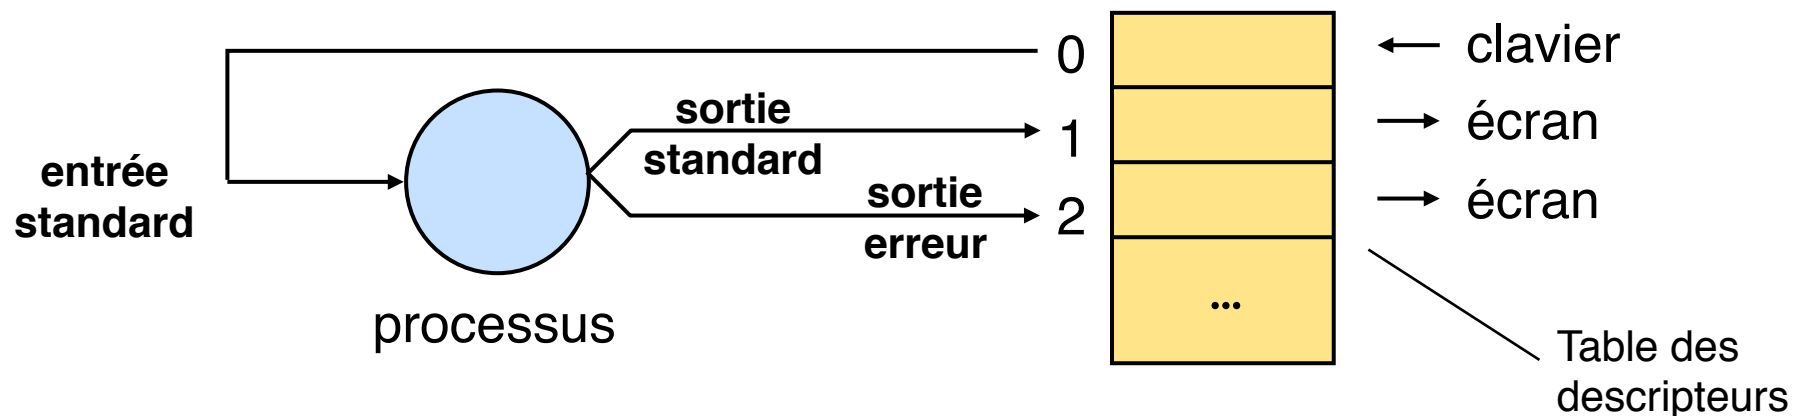 0
clavier
sortie
standard
1
écran
entrée
standard
sortie
erreur
2
écran
...
processus
Table des
descripteurs